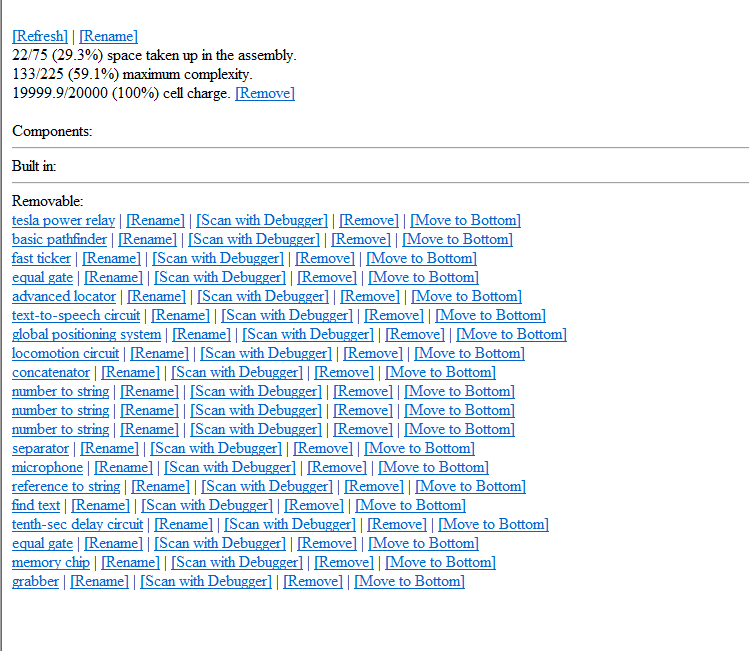 [Refresh] | [Rename]
22/75 (29.3%) space taken up in the assembly.
133/225 (59.1%) maximum complexity.
19999.9/20000 (100%) cell charge. [Remove]
Components:
Built in:
Removable:
tesla power relay | [Rename] | [Scan with Debugger] | [Remove] | [Move to Bottom]
basic pathfinder | [Rename] | [Scan with Debugger] | [Remove] | [Move to Bottom]
fast ticker | [Rename] | [Scan with Debugger] | [Remove] | [Move to Bottom]
equal gate | [Rename] | [Scan with Debugger] | [Remove] | [Move to Bottom]
advanced locator | [Rename] | [Scan with Debugger] | [Remove] | [Move to Bottom]
text-to-speech circuit | [Rename] | [Scan with Debugger] | [Remove] | [Move to Bottom]
global positioning system | [Rename] | [Scan with Debugger] | [Remove] | [Move to Bottom]
locomotion circuit | [Rename] | [Scan with Debugger] | [Remove] | [Move to Bottom]
concatenator | [Rename] | [Scan with Debugger] | [Remove] | [Move to Bottom]
number to string | [Rename] | [Scan with Debugger] | [Remove] | [Move to Bottom]
number to string | [Rename] | [Scan with Debugger] | [Remove] | [Move to Bottom]
number to string | [Rename] | [Scan with Debugger] | [Remove] | [Move to Bottom]
separator | [Rename] | [Scan with Debugger] | [Remove] | [Move to Bottom]
microphone | [Rename] | [Scan with Debugger] | [Remove] | [Move to Bottom]
reference to string | [Rename] | [Scan with Debugger] | [Remove] | [Move to Bottom]
find text | [Rename] | [Scan with Debugger] | [Remove] | [Move to Bottom]
tenth-sec delay circuit | [Rename] | [Scan with Debugger] | [Remove] | [Move to Bottom]
equal gate | [Rename] | [Scan with Debugger] | [Remove] | [Move to Bottom]
memory chip | [Rename] | [Scan with Debugger] | [Remove] | [Move to Bottom]
grabber | [Rename] | [Scan with Debugger] | [Remove] | [Move to Bottom]